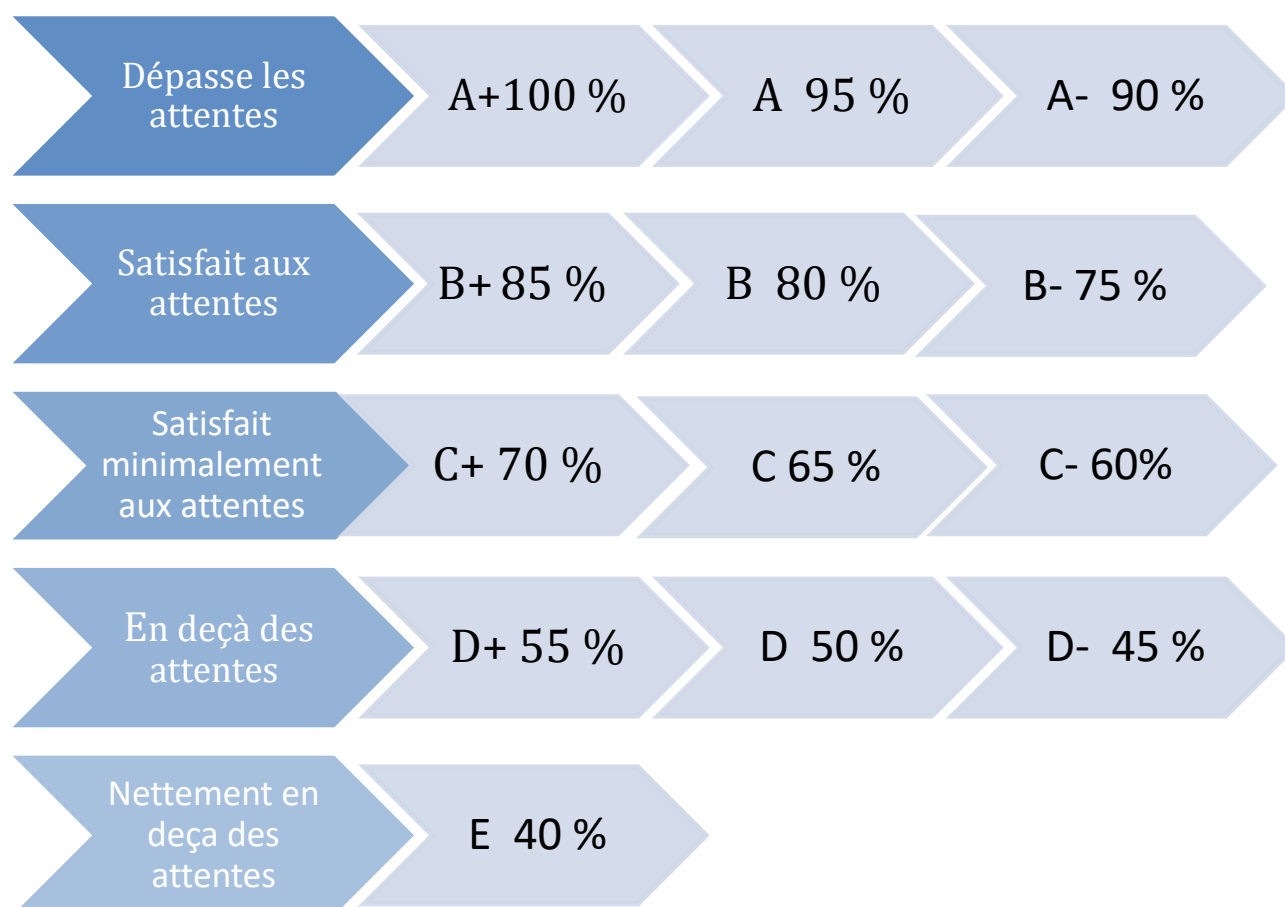 Dépasse les
attentes
A+100 %
A 95 %
A- 90 %
Satisfait aux
attentes
B+ 85 %
B 80 %
B- 75 %
Satisfait
minimalement
aux attentes
C+ 70 %
C 65 %
C- 60%
En deçà des
attentes
D+ 55 %
D 50 %
D- 45 %
Nettement en
deça des
attentes
E 40 %